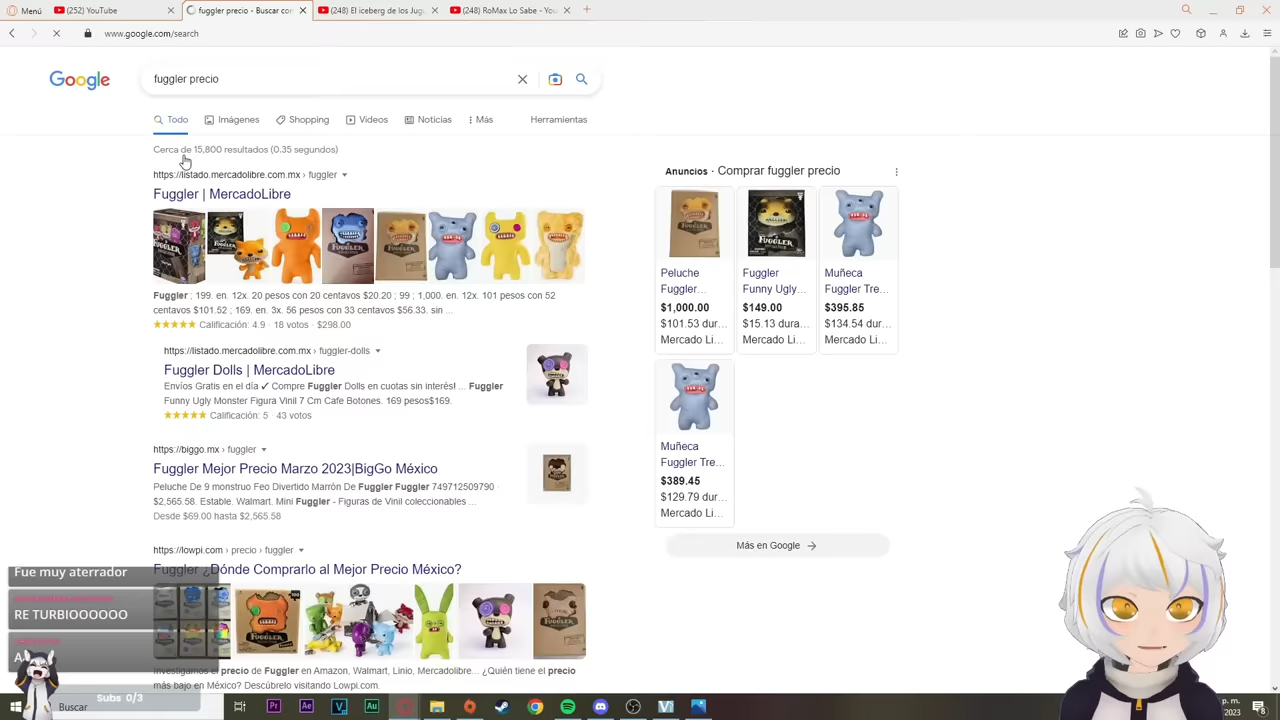 Menú
(252) YouTube
fuggler precio - Buscar con
(248) El iceberg de los Jug
(248) RoMax Lo Sabe - You
www.google.com/search
Google
fuggler precio
Todo
Imágenes
Shopping
Videos
Noticias
Más
Herramientas
Cerca de 15,800 resultados (0.35 segundos)
https://listado.mercadolibre.com.mx › fuggler
Fuggler | MercadoLibre
Fuggler ; 199. en. 12x. 20 pesos con 20 centavos $20.20 ; 99 ; 1,000. en. 12x. 101 pesos con 52
centavos $101.52 ; 169. en. 3x. 56 pesos con 33 centavos $56.33. sin ...
Calificación: 4.9 · 18 votos · $298.00
https://listado.mercadolibre.com.mx › fuggler-dolls
Fuggler Dolls | MercadoLibre
Envíos Gratis en el día ✓ Compre Fuggler Dolls en cuotas sin interés! ... Fuggler
Funny Ugly Monster Figura Vinil 7 Cm Cafe Botones. 169 pesos$169.
Calificación: 5 · 43 votos
https://biggo.mx › fuggler
Fuggler Mejor Precio Marzo 2023|BigGo México
Peluche De 9 monstruo Feo Divertido Marrón De Fuggler Fuggler 749712509790 ·
$2,565.58. Estable. Walmart. Mini Fuggler - Figuras de Vinil coleccionables ...
Desde $69.00 hasta $2,565.58
https://lowpi.com › precio › fuggler
Fuggler ¿Dónde Comprarlo al Mejor Precio México?
Investigamos el precio de Fuggler en Amazon, Walmart, Linio, Mercadolibre... ¿Quién tiene el precio
más bajo en México? Descúbrelo visitando Lowpi.com.
Anuncios · Comprar fuggler precio
Peluche
Fuggler...
$1,000.00
$101.53 dur...
Mercado Li...
Fuggler
Funny Ugly...
$149.00
$15.13 dura...
Mercado Li...
Muñeca
Fuggler Tre...
$395.85
$134.54 dur...
Mercado Li...
Muñeca
Fuggler Tre...
$389.45
$129.79 dur...
Mercado Li...
Más en Google
Fue muy aterrador
RE TURBIOOOOO
Subs 0/3
Buscar
p. m.
2023